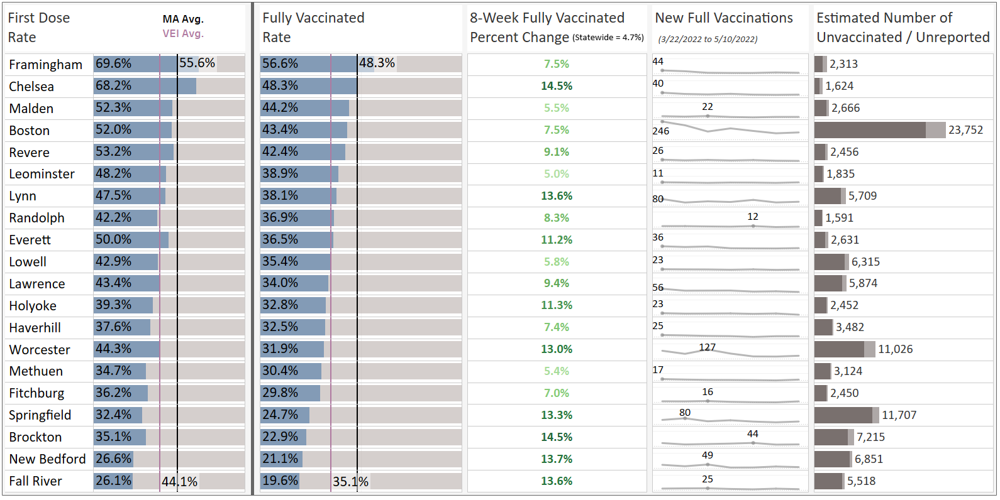 First Dose Rate MA Avg. VEI Avg. Fully Vaccinated Rate 8-Week Fully Vaccinated Percent Change (Statewide = 4.7%) New Full Vaccinations (3/22/2022 to 5/10/2022) Estimated Number of Unvaccinated / Unreported
Framingham 69.6% 55.6% 56.6% 48.3% 7.5% 44 2,313
Chelsea 68.2% 48.3% 14.5% 40 1,624
Malden 52.3% 44.2% 5.5% 22 2,666
Boston 52.0% 43.4% 7.5% 246 23,752
Revere 53.2% 42.4% 9.1% 26 2,456
Leominster 48.2% 38.9% 5.0% 11 1,835
Lynn 47.5% 38.1% 13.6% 80 5,709
Randolph 42.2% 36.9% 8.3% 12 1,591
Everett 50.0% 36.5% 11.2% 36 2,631
Lowell 42.9% 35.4% 5.8% 23 6,315
Lawrence 43.4% 34.0% 9.4% 56 5,874
Holyoke 39.3% 32.8% 11.3% 23 2,452
Haverhill 37.6% 32.5% 7.4% 25 3,482
Worcester 44.3% 31.9% 13.0% 127 11,026
Methuen 34.7% 30.4% 5.4% 17 3,124
Fitchburg 36.2% 29.8% 7.0% 16 2,450
Springfield 32.4% 24.7% 13.3% 80 11,707
Brockton 35.1% 22.9% 14.5% 44 7,215
New Bedford 26.6% 21.1% 13.7% 49 6,851
Fall River 26.1% 44.1% 19.6% 35.1% 13.6% 25 5,518